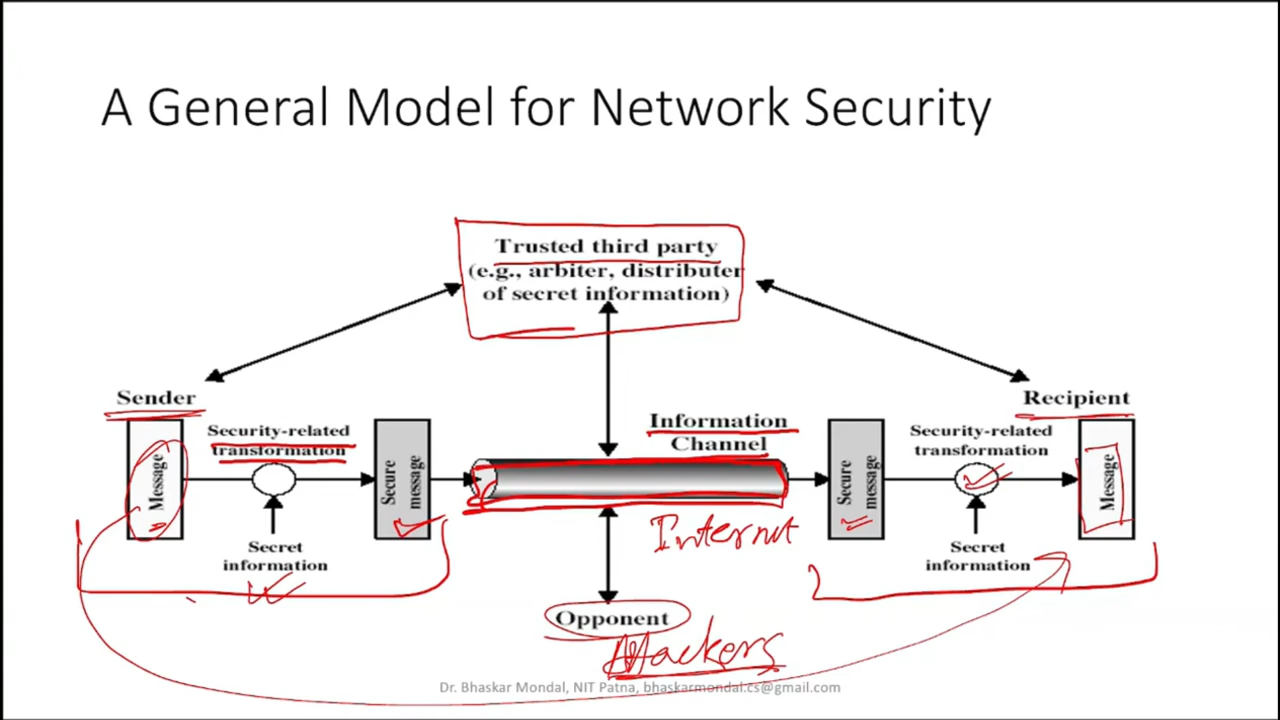 A General Model for Network Security
Trusted third party
(e.g., arbiter, distributer
of secret information)
Sender
Recipient
Security-related
transformation
Information
Channel
Security-related
transformation
Message
Secure
message
Secure
message
Message
Internet
Secret
information
Secret
information
Opponent
Attackers
Dr. Bhaskar Mondal, NIT Patna, bhaskarmondal.cs@gmail.com